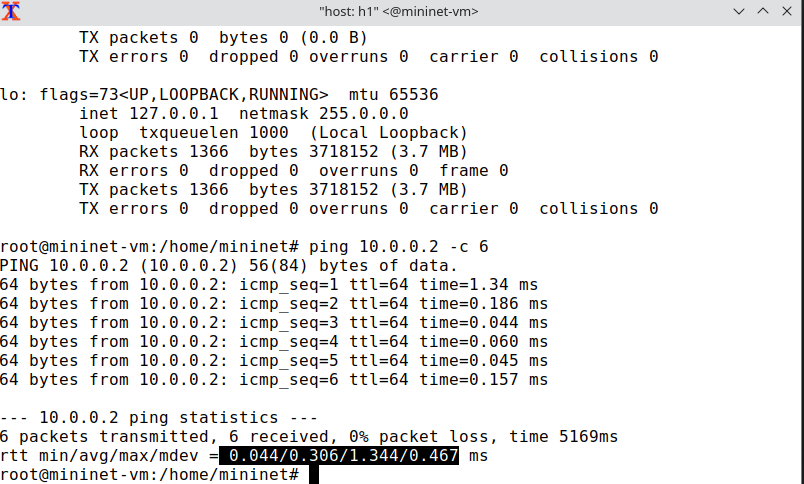 "host: h1" <@mininet-vm>
TX packets 0  bytes 0 (0.0 B)
TX errors 0  dropped 0 overruns 0  carrier 0  collisions 0
lo: flags=73<UP,LOOPBACK,RUNNING>  mtu 65536
inet 127.0.0.1  netmask 255.0.0.0
loop  txqueuelen 1000  (Local Loopback)
RX packets 1366  bytes 3718152 (3.7 MB)
RX errors 0  dropped 0  overruns 0  frame 0
TX packets 1366  bytes 3718152 (3.7 MB)
TX errors 0  dropped 0 overruns 0  carrier 0  collisions 0
root@mininet-vm:/home/mininet# ping 10.0.0.2 -c 6
PING 10.0.0.2 (10.0.0.2) 56(84) bytes of data.
64 bytes from 10.0.0.2: icmp_seq=1 ttl=64 time=1.34 ms
64 bytes from 10.0.0.2: icmp_seq=2 ttl=64 time=0.186 ms
64 bytes from 10.0.0.2: icmp_seq=3 ttl=64 time=0.044 ms
64 bytes from 10.0.0.2: icmp_seq=4 ttl=64 time=0.060 ms
64 bytes from 10.0.0.2: icmp_seq=5 ttl=64 time=0.045 ms
64 bytes from 10.0.0.2: icmp_seq=6 ttl=64 time=0.157 ms
--- 10.0.0.2 ping statistics ---
6 packets transmitted, 6 received, 0% packet loss, time 5169ms
rtt min/avg/max/mdev = 0.044/0.306/1.344/0.467 ms
root@mininet-vm:/home/mininet#